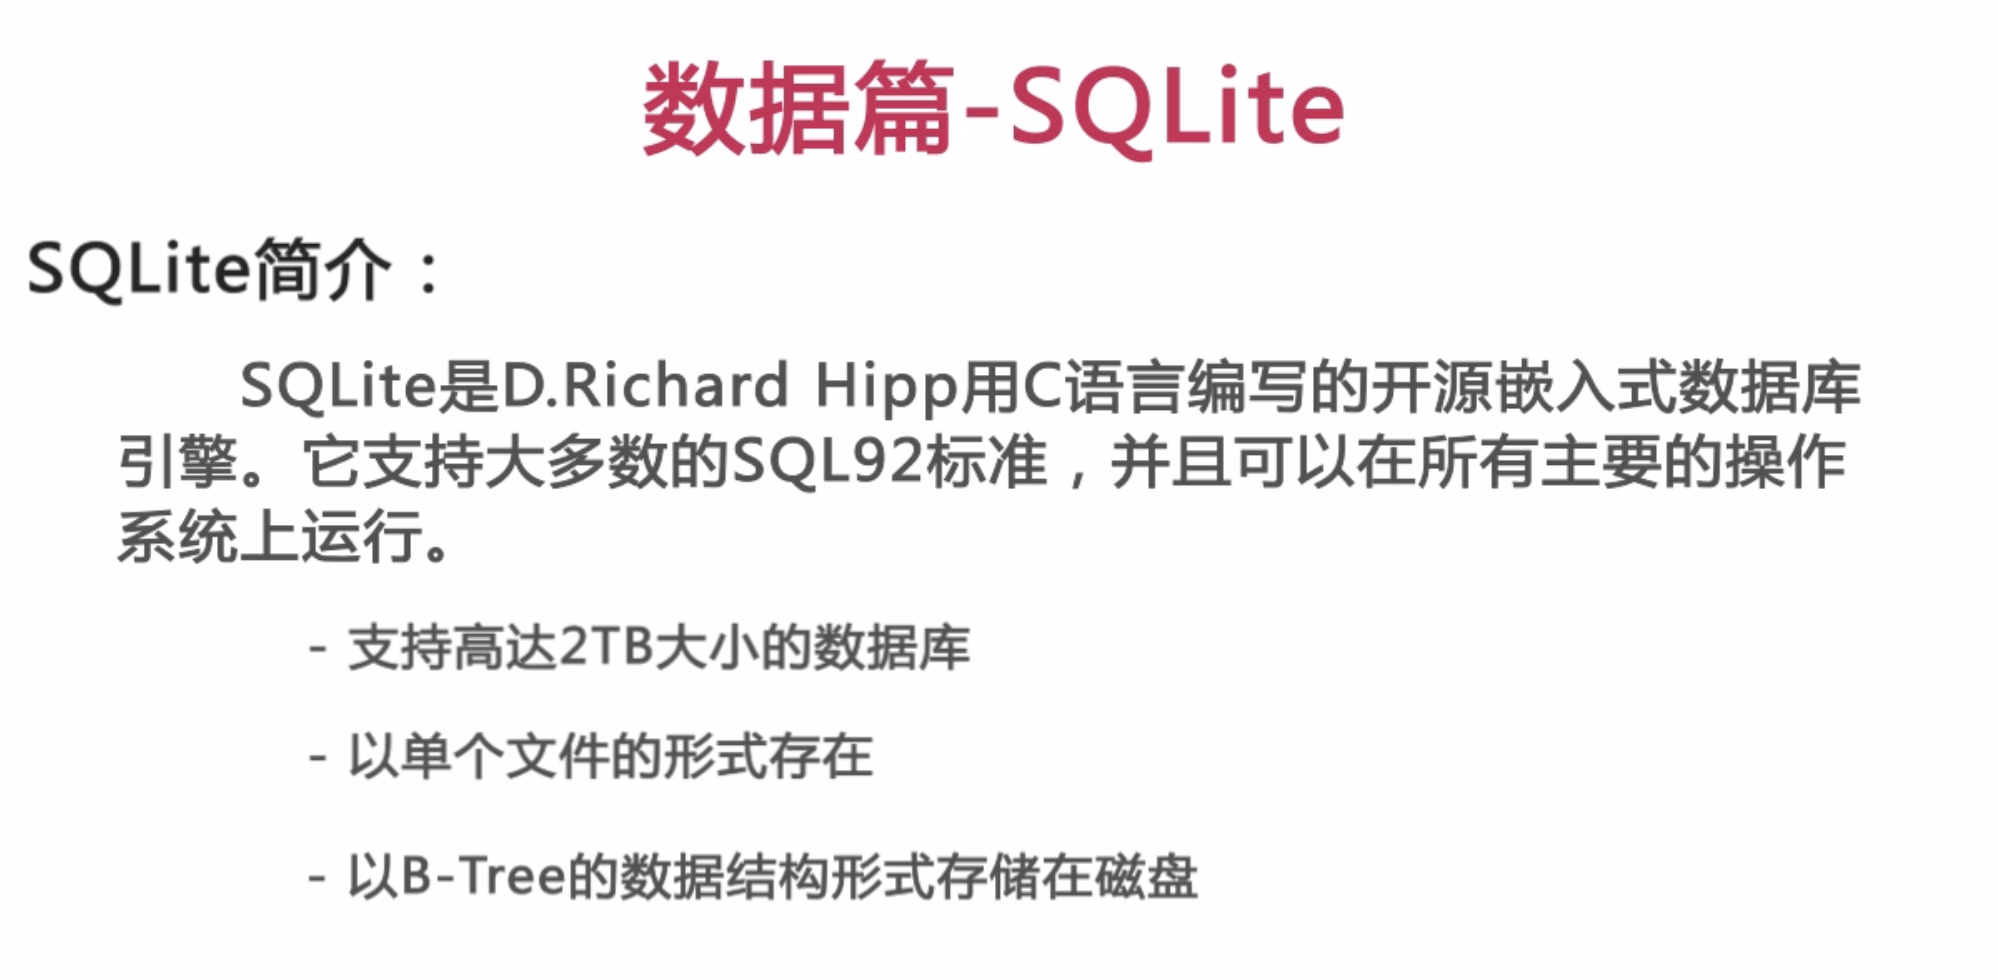 数据篇-SQLite
SQLite简介：
SQLite是D.Richard Hipp用C语言编写的开源嵌入式数据库
引擎。它支持大多数的SQL92标准，并且可以在所有主要的操作
系统上运行。
- 支持高达2TB大小的数据库
- 以单个文件的形式存在
- 以B-Tree的数据结构形式存储在磁盘